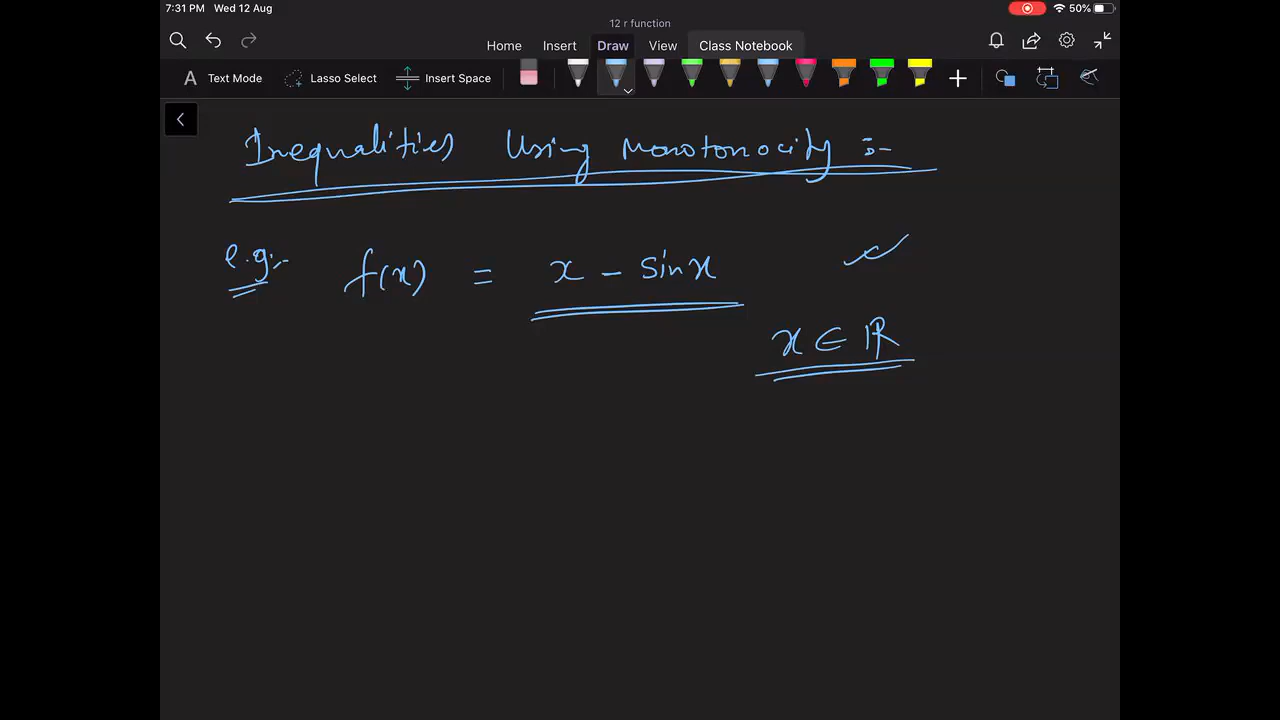 7:31 PM Wed 12 Aug 50%
12 r function
Home Insert Draw View Class Notebook
A Text Mode Lasso Select Insert Space
Inequalities Using Monotonocity :-
e.g:- f(x) = x - sinx
x ∈ ℝ